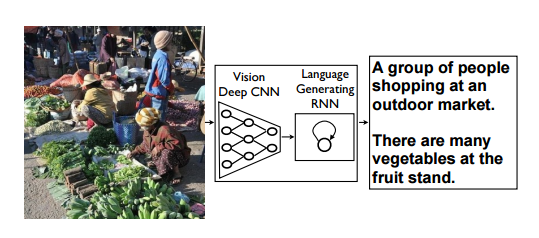 Vision
Deep CNN
Language
Generating
RNN
A group of people
shopping at an
outdoor market.
There are many
vegetables at the
fruit stand.